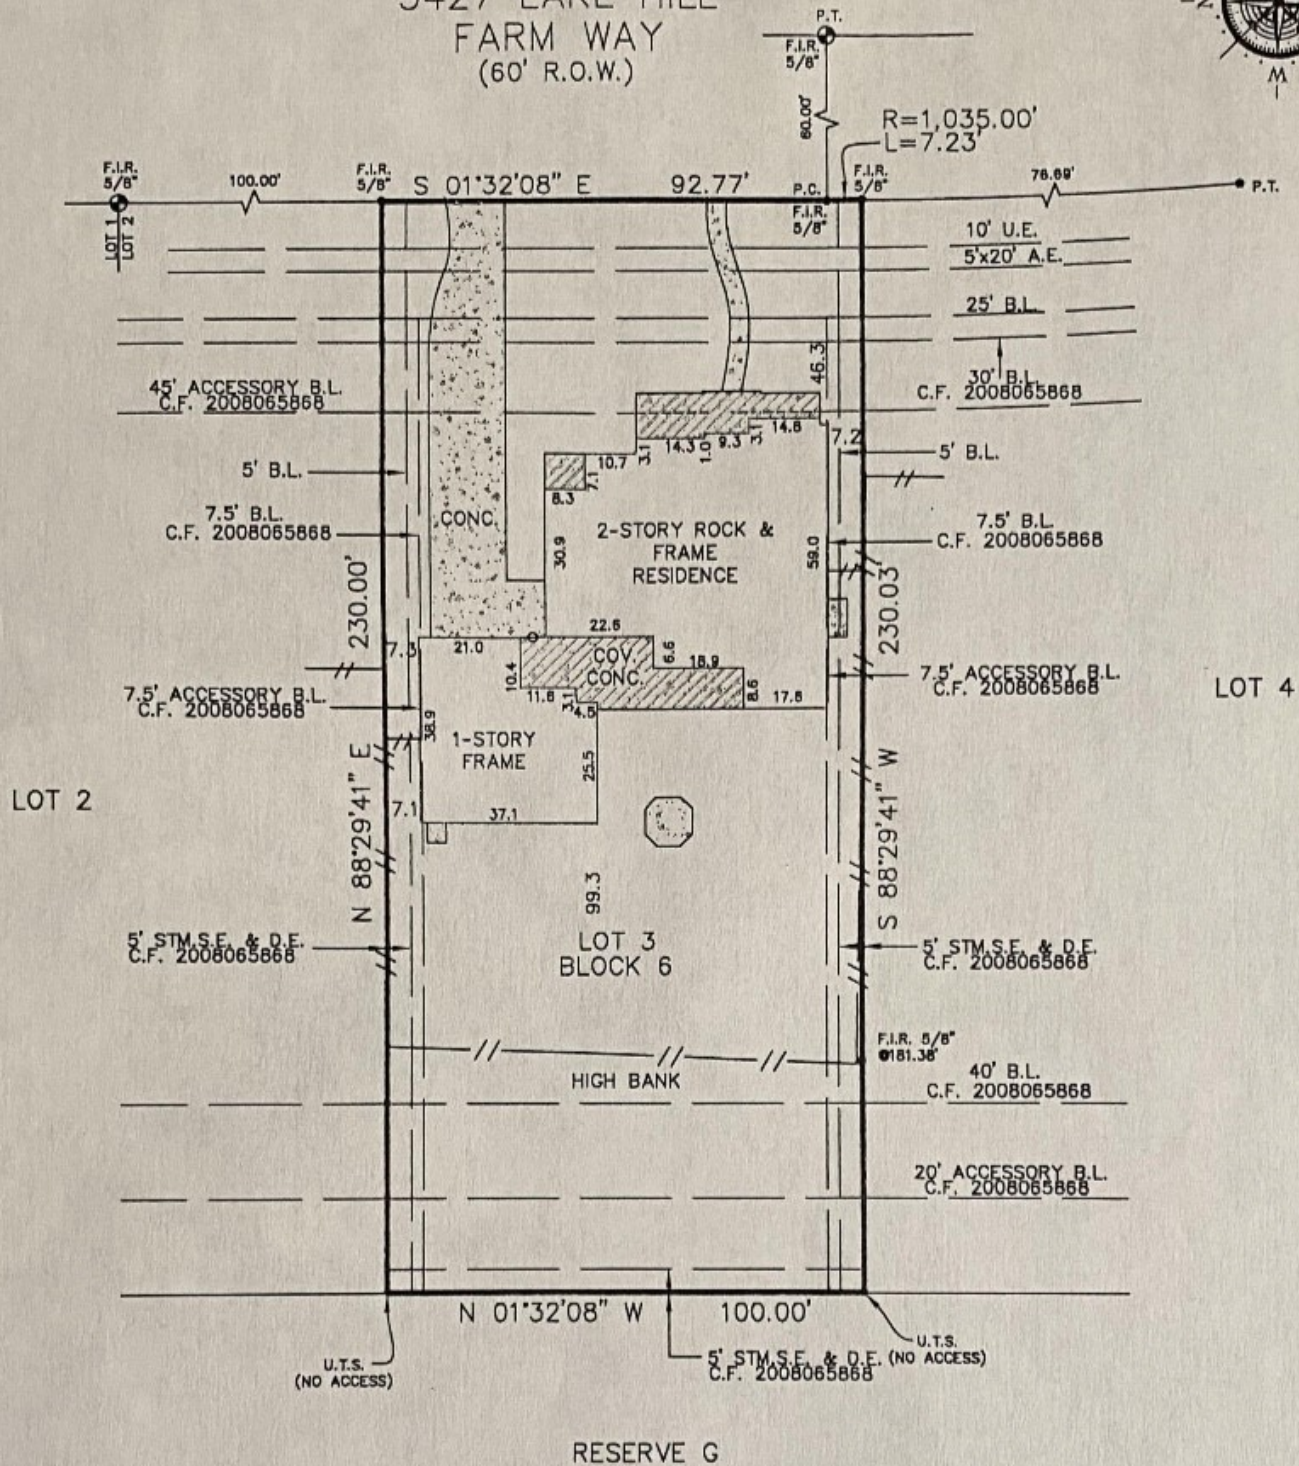 5427 LAKE HILL
FARM WAY
(60' R.O.W.)
P.T.
F.I.R.
5/8"
N
W
60.00'
R=1,035.00'
L=7.23'
F.I.R.
5/8"
100.00'
F.I.R.
5/8"
S 01°32'08" E
92.77'
P.C.
F.I.R.
5/8"
F.I.R.
5/8"
76.69'
P.T.
LOT 1
LOT 2
10' U.E.
5'x20' A.E.
25' B.L.
30' B.L.
C.F. 2008065868
46.3
45' ACCESSORY B.L.
C.F. 2008065868
14.8
3.1
9.3
1.0
14.3
3.1
7.2
5' B.L.
5' B.L.
10.7
7.1
8.3
7.5' B.L.
C.F. 2008065868
CONC.
2-STORY ROCK &
FRAME
RESIDENCE
7.5' B.L.
C.F. 2008065868
30.9
59.0
230.00'
230.03'
22.6
21.0
7.3
COV.
CONC.
6.6
18.9
10.4
11.6
3.1
4.5
8.6
17.6
7.5' ACCESSORY B.L.
C.F. 2008065868
7.5' ACCESSORY B.L.
C.F. 2008065868
LOT 4
38.9
1-STORY
FRAME
25.5
N 88°29'41" E
S 88°29'41" W
LOT 2
7.1
37.1
99.3
5' STM.S.E. & D.E.
C.F. 2008065868
LOT 3
BLOCK 6
5' STM.S.E. & D.E.
C.F. 2008065868
F.I.R. 5/8"
@181.38'
HIGH BANK
40' B.L.
C.F. 2008065868
20' ACCESSORY B.L.
C.F. 2008065868
N 01°32'08" W
100.00'
U.T.S.
(NO ACCESS)
5' STM.S.E. & D.E.
C.F. 2008065868
U.T.S.
(NO ACCESS)
RESERVE G